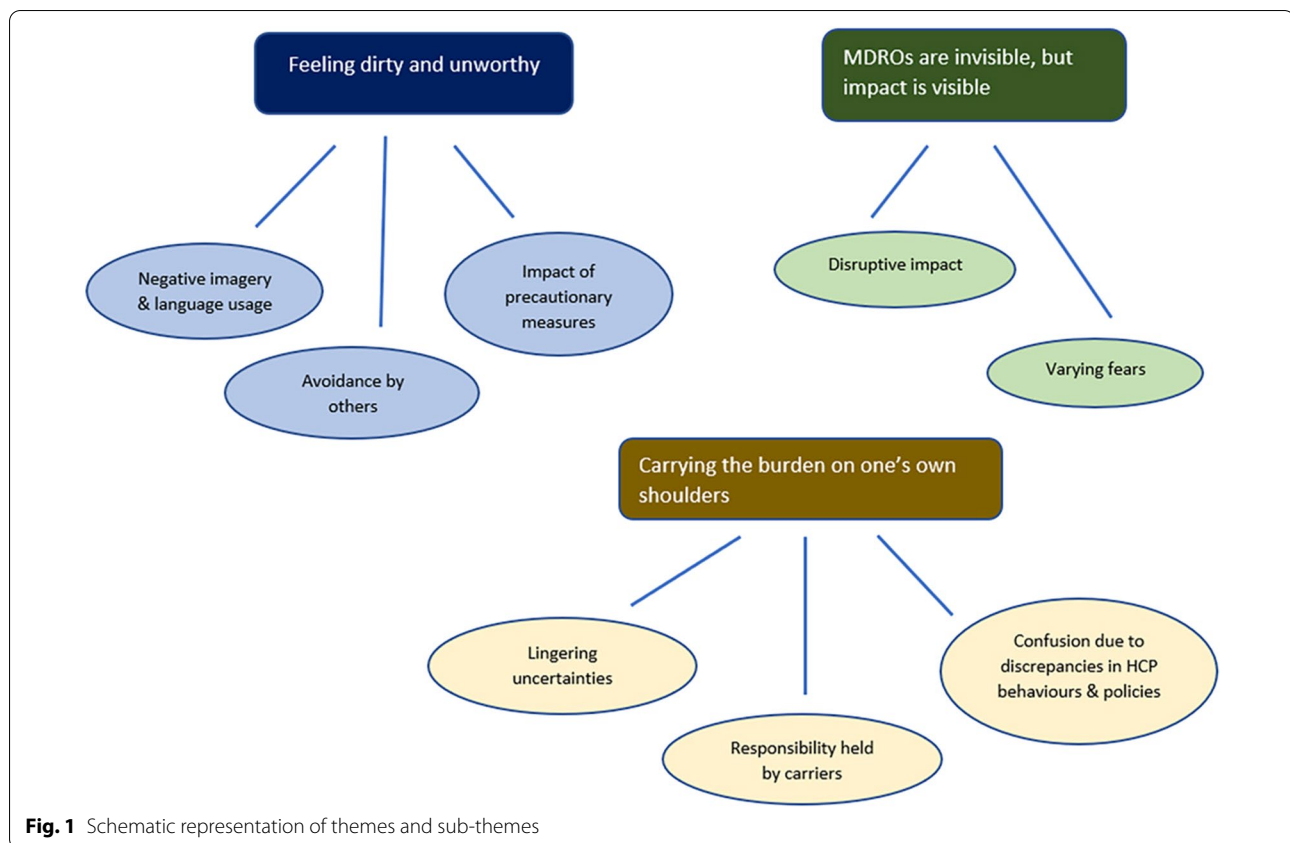 Feeling dirty and unworthy
Negative imagery
& language usage
Avoidance by
others
Impact of
precautionary
measures
MDROs are invisible, but
impact is visible
Disruptive impact
Varying fears
Carrying the burden on one's own
shoulders
Lingering
uncertainties
Responsibility held
by carriers
Confusion due to
discrepancies in HCP
behaviours & policies
Fig. 1 Schematic representation of themes and sub-themes